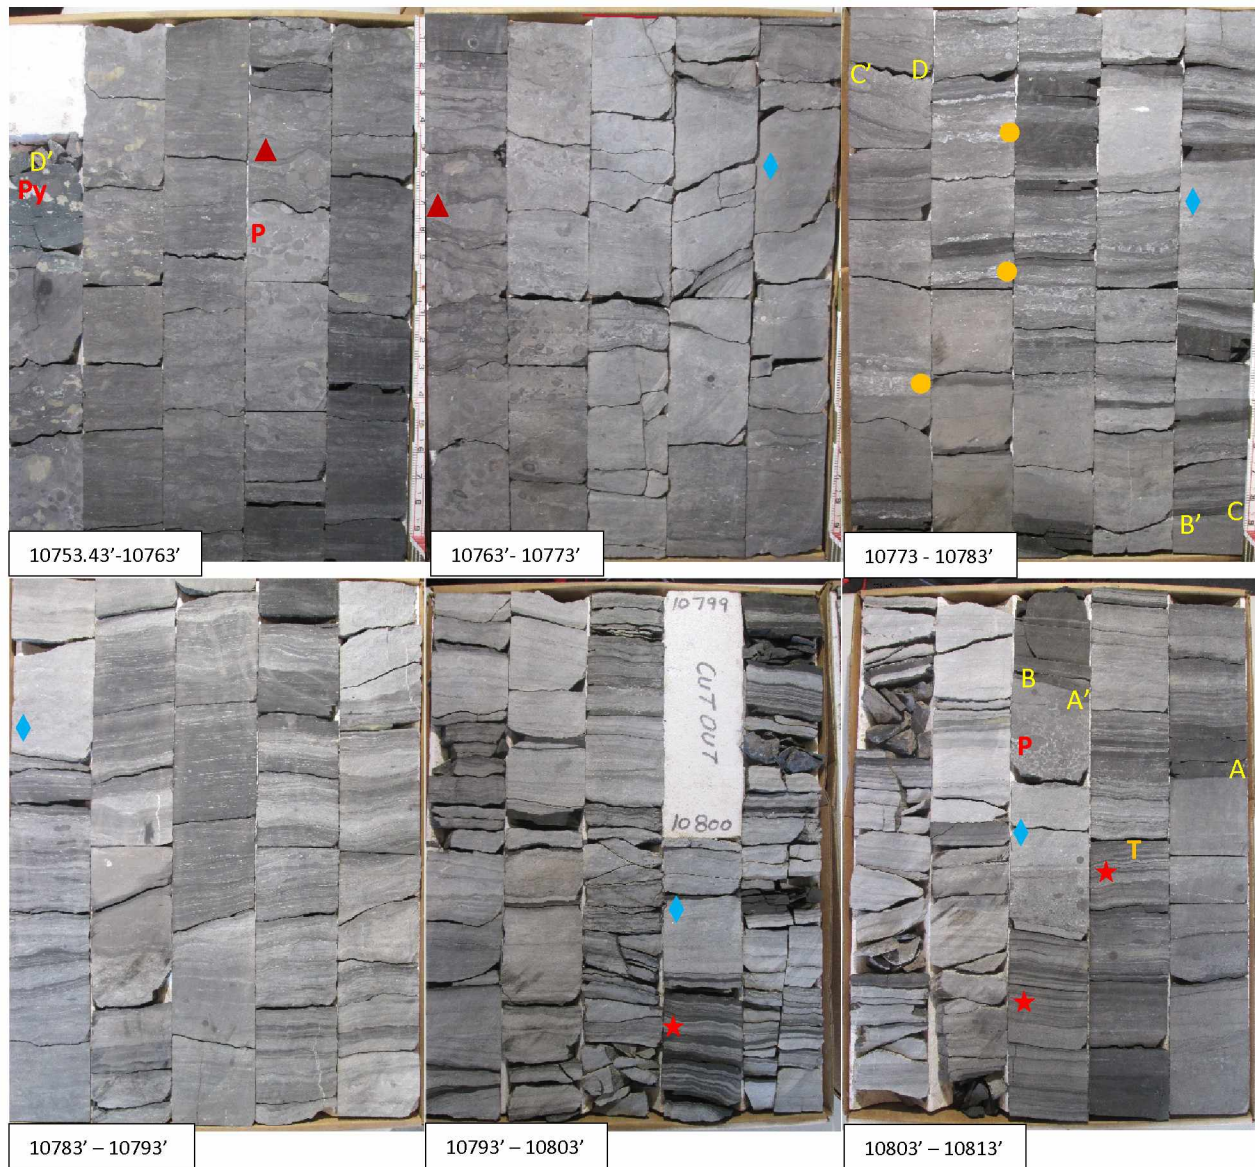 D'
Py
P
10753.43'-10763'
10763'- 10773'
C' D
B' C
10773 - 10783'
10783' – 10793'
10799
CUT OUT
10800
10793' – 10803'
B
A'
P
A
T
10803' – 10813'